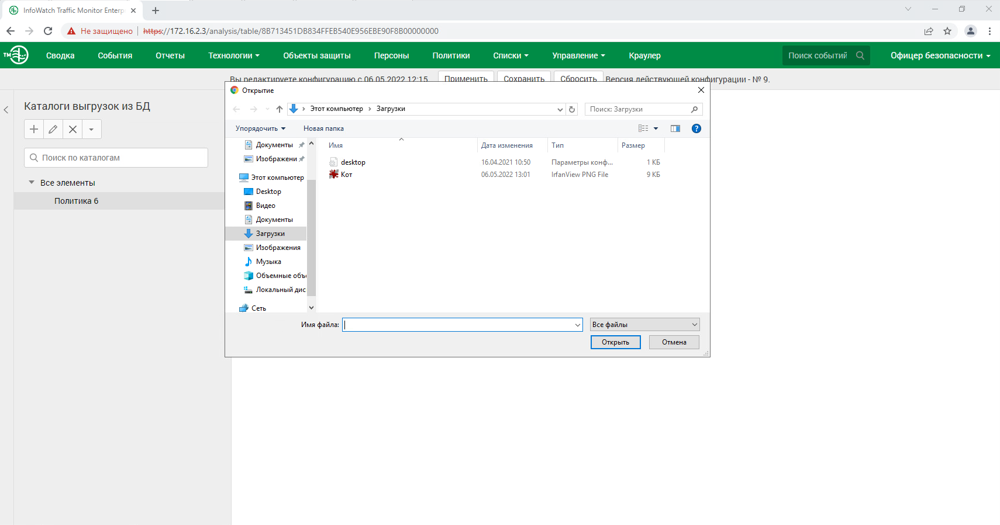 InfoWatch Traffic Monitor Enterp
Не защищено
https://172.16.2.3/analysis/table/8B713451DB834FFEB540E956EBE90F8B00000000
TM
Сводка
События
Отчеты
Технологии
Объекты защиты
Персоны
Политики
Списки
Управление
Краулер
Поиск событий
Офицер безопасности
Вы редактируете конфигурацию с 06.05.2022 12:15
Применить
Сохранить
Сбросить
Версия действующей конфигурации - № 9.
Каталоги выгрузок из БД
Поиск по каталогам
Все элементы
Политика 6
Открытие
Этот компьютер
Загрузки
Поиск: Загрузки
Упорядочить
Новая папка
?
Документы
Изображени
Этот компьютер
Desktop
Видео
Документы
Загрузки
Изображения
Музыка
Объемные объе
Локальный дис
Сеть
Имя
Дата изменения
Тип
Размер
desktop
16.04.2021 10:50
Параметры конф...
1 КБ
Кот
06.05.2022 13:01
IrfanView PNG File
9 КБ
Имя файла:
Все файлы
Открыть
Отмена